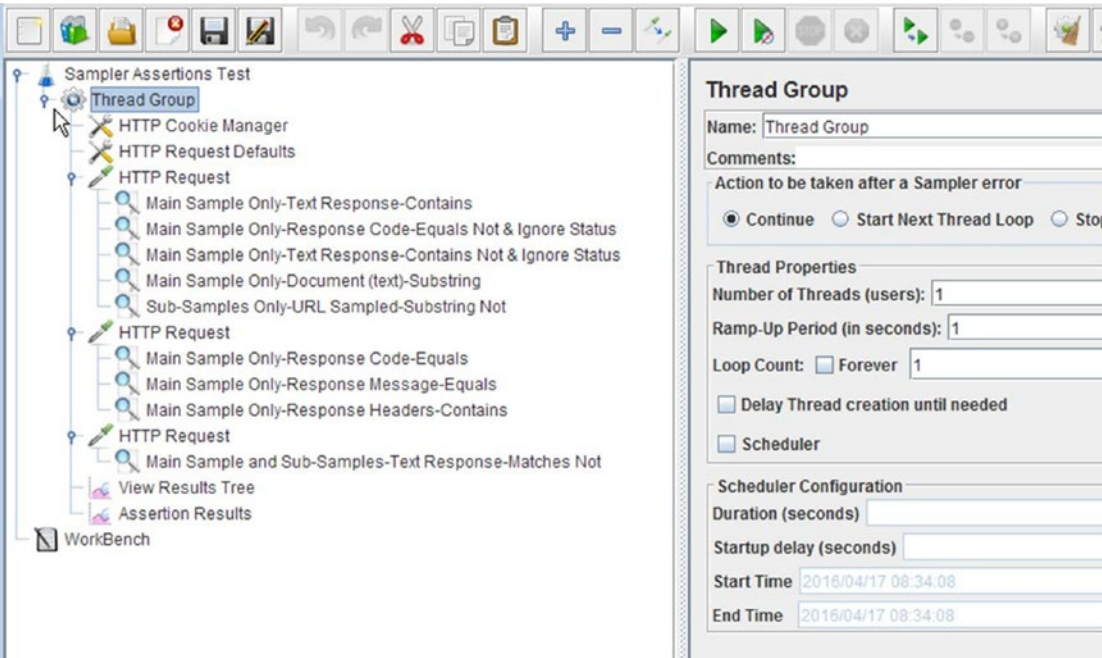 Sampler Assertions Test
Thread Group
HTTP Cookie Manager
HTTP Request Defaults
HTTP Request
Main Sample Only-Text Response-Contains
Main Sample Only-Response Code-Equals Not & Ignore Status
Main Sample Only-Text Response-Contains Not & Ignore Status
Main Sample Only-Document (text)-Substring
Sub-Samples Only-URL Sampled-Substring Not
HTTP Request
Main Sample Only-Response Code-Equals
Main Sample Only-Response Message-Equals
Main Sample Only-Response Headers-Contains
HTTP Request
Main Sample and Sub-Samples-Text Response-Matches Not
View Results Tree
Assertion Results
WorkBench
Thread Group
Name: Thread Group
Comments:
Action to be taken after a Sampler error
Continue Start Next Thread Loop Sto
Thread Properties
Number of Threads (users): 1
Ramp-Up Period (in seconds): 1
Loop Count: Forever 1
Delay Thread creation until needed
Scheduler
Scheduler Configuration
Duration (seconds)
Startup delay (seconds)
Start Time 2016/04/17 08:34:08
End Time 2016/04/17 08:34:08